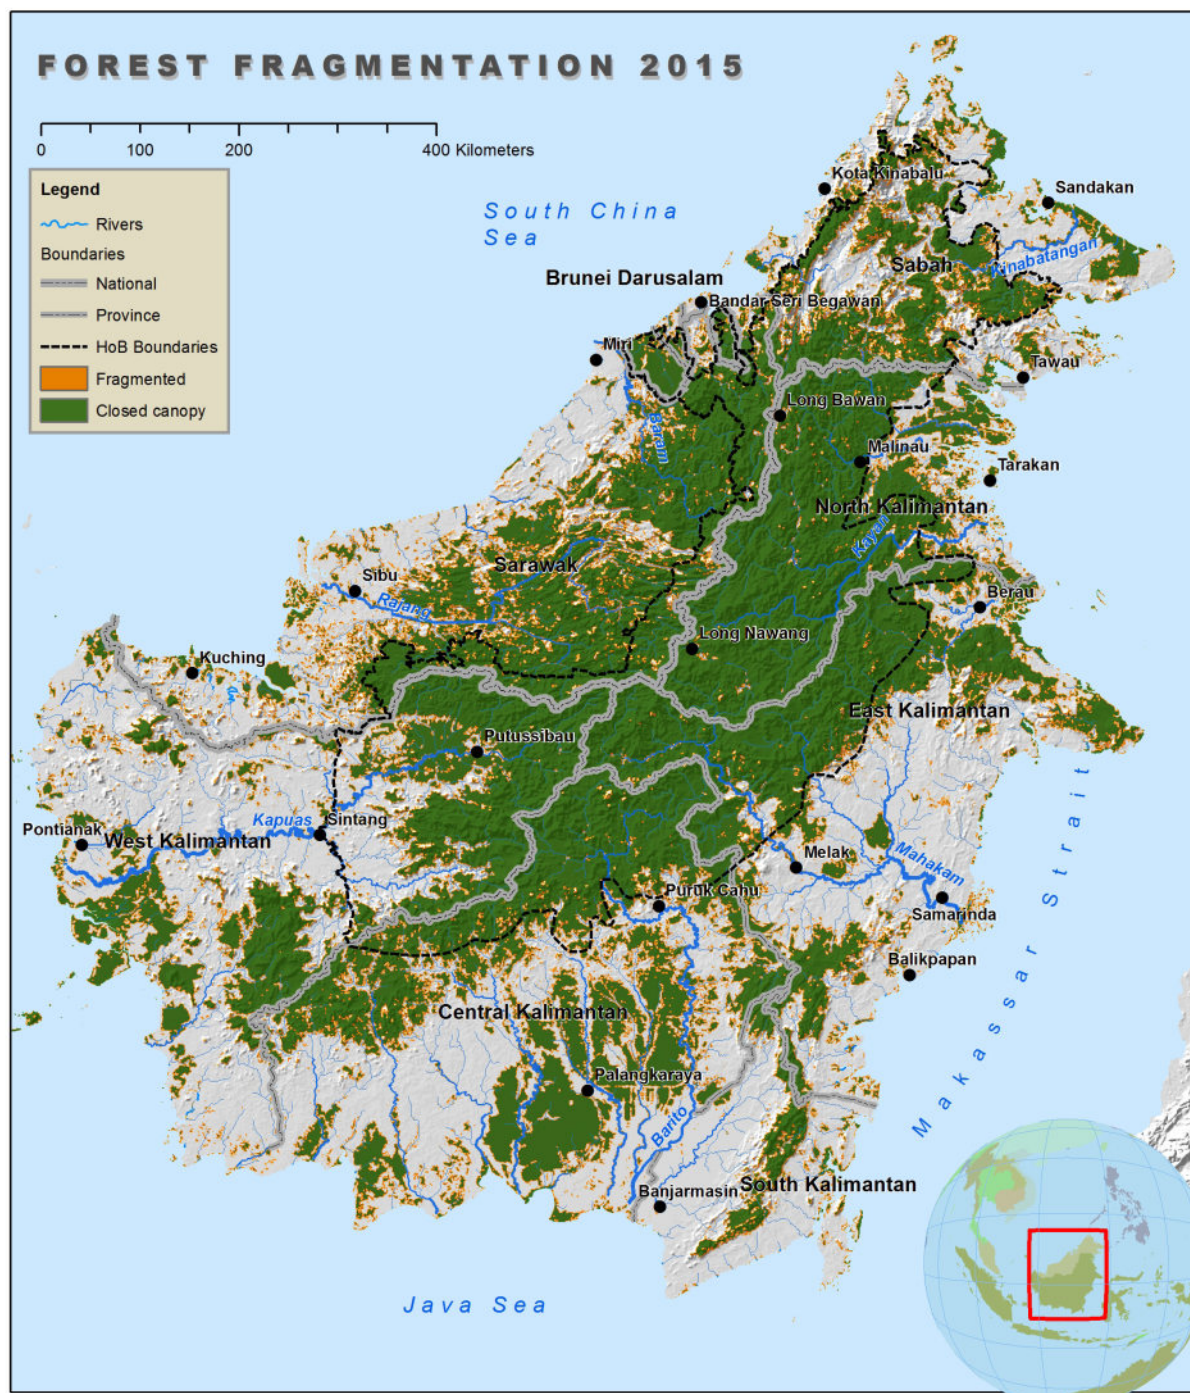 FOREST FRAGMENTATION 2015
0 100 200 400 Kilometers
Legend
Rivers
Boundaries
National
Province
HoB Boundaries
Fragmented
Closed canopy
South China
Sea
Kota Kinabalu
Sandakan
Kinabatangan
Sabah
Brunei Darusalam
Bandar Seri Begawan
Miri
Tawau
Long Bawan
Baram
Malinau
Tarakan
North Kalimantan
Kayan
Sarawak
Sibu
Rajang
Berau
Long Nawang
Kuching
East Kalimantan
Putussibau
Kapuas
Sintang
Pontianak
West Kalimantan
Melak
Mahakam
Puruk Cahu
Samarinda
Balikpapan
Makassar Strait
Central Kalimantan
Palangkaraya
Barito
Banjarmasin
South Kalimantan
Java Sea